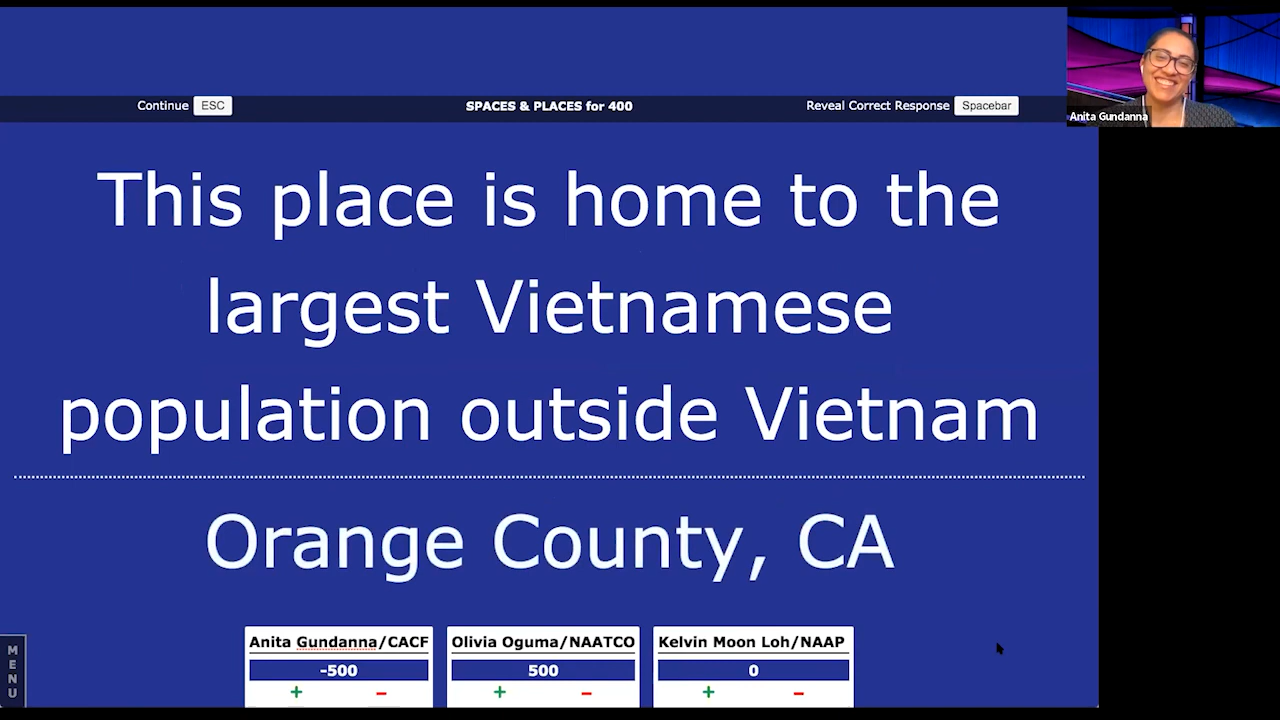 Continue ESC SPACES & PLACES for 400 Reveal Correct Response Spacebar
Anita Gundanna
This place is home to the
largest Vietnamese
population outside Vietnam
Orange County, CA
Anita Gundanna/CACF Olivia Oguma/NAATCO Kelvin Moon Loh/NAAP
-500 500 0
+ − + − + −
MENU